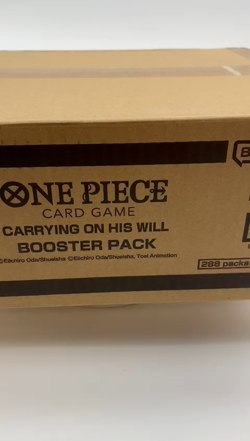 ONE PIECE
CARD GAME
CARRYING ON HIS WILL
BOOSTER PACK
©Eiichiro Oda/Shueisha ©Eiichiro Oda/Shueisha, Toei Animation
288 packs